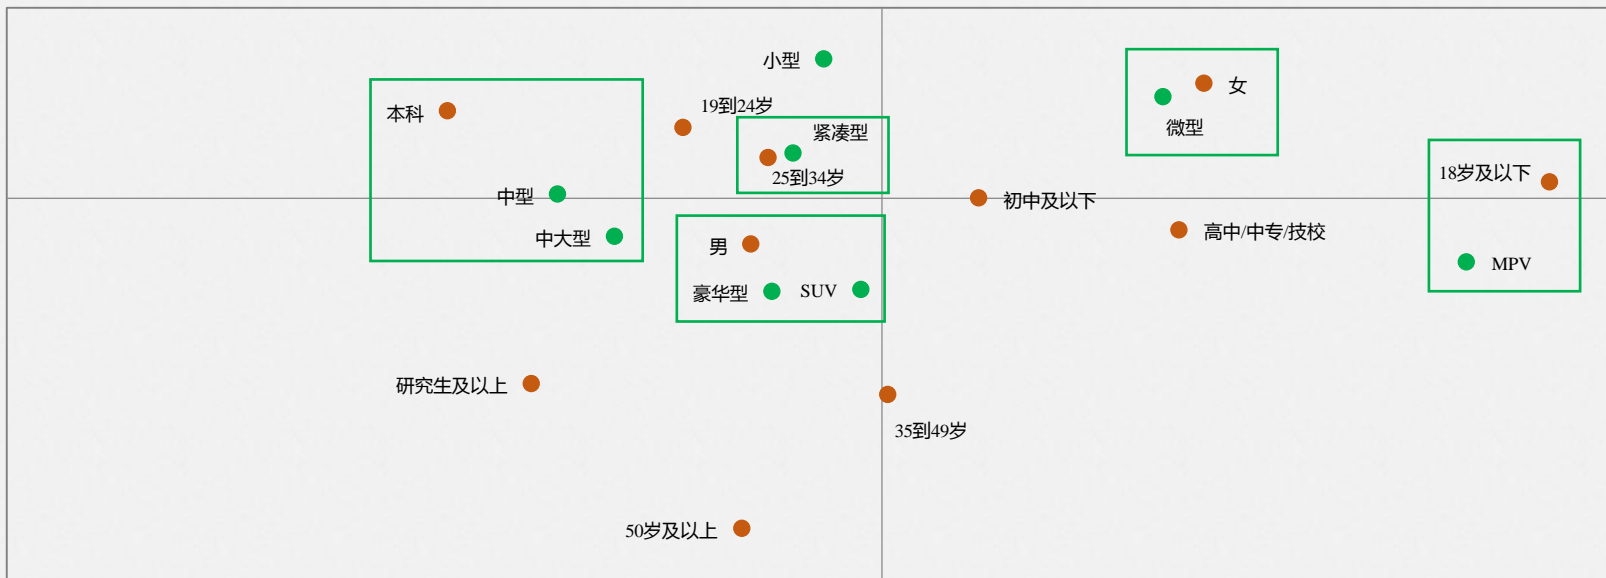 小型
女
19到24岁
本科
微型
紧凑型
18岁及以下
25到34岁
中型
初中及以下
高中/中专/技校
中大型
男
MPV
豪华型
SUV
研究生及以上
35到49岁
50岁及以上